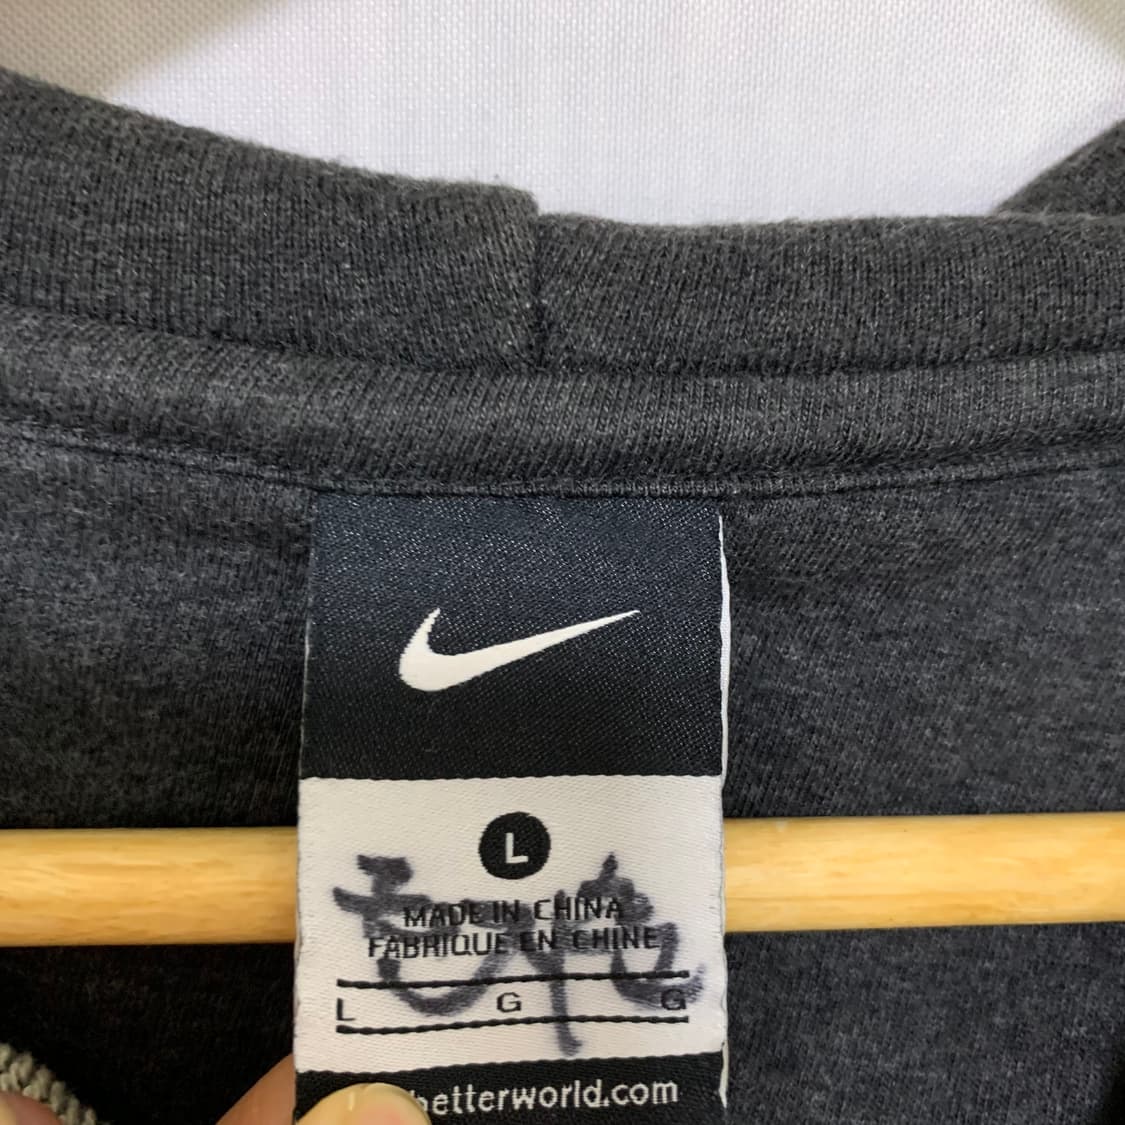 L
MADE IN CHINA
FABRIQUE EN CHINE
L G G
betterworld.com